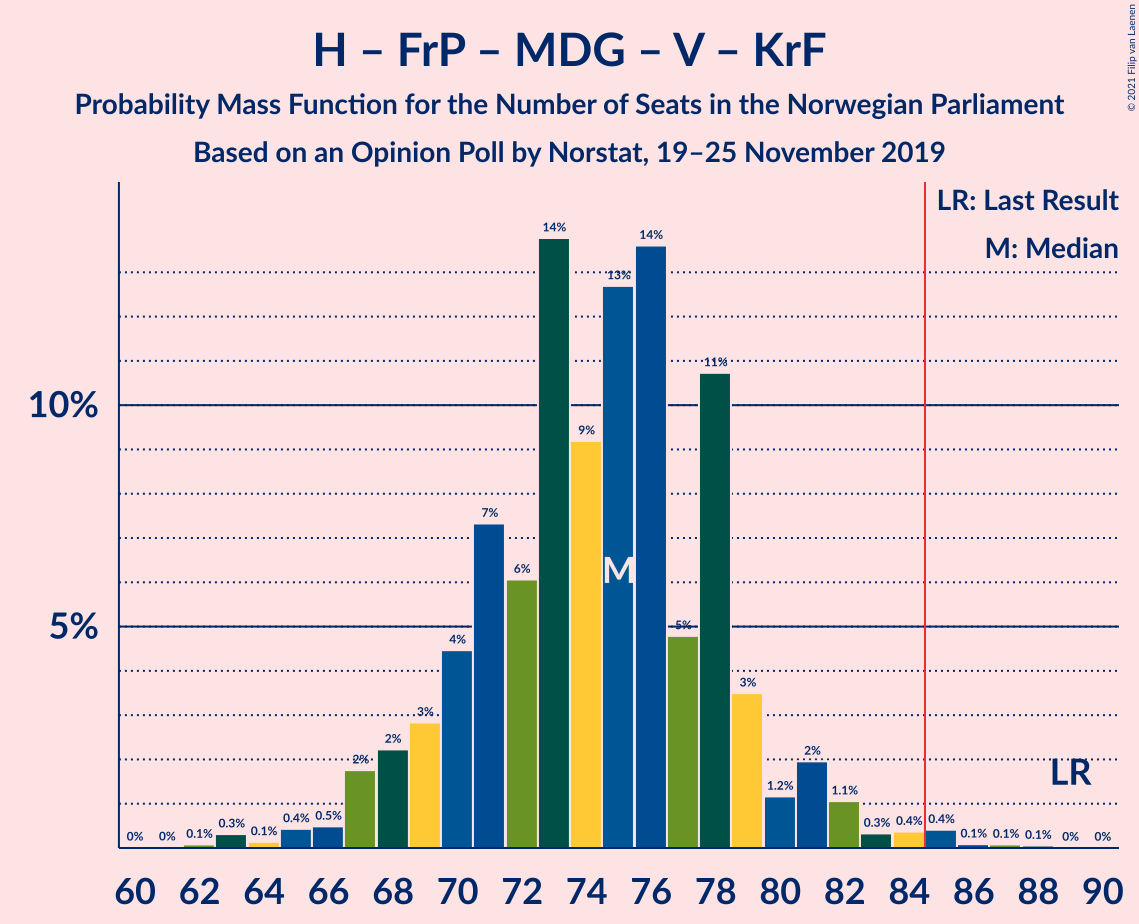 H – FrP – MDG – V – KrF
Probability Mass Function for the Number of Seats in the Norwegian Parliament
Based on an Opinion Poll by Norstat, 19–25 November 2019
© 2021 Filip van Laenen
LR: Last Result
M: Median
10%
5%
0% 0% 0.1% 0.3% 0.1% 0.4% 0.5% 2% 2% 3% 4% 7% 6% 14% 9% 13% 14% 5% 11% 3% 1.2% 2% 1.1% 0.3% 0.4% 0.4% 0.1% 0.1% 0.1% 0% 0%
M
LR
60 62 64 66 68 70 72 74 76 78 80 82 84 86 88 90